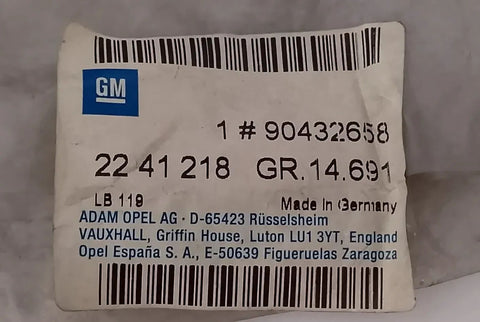 GM
1 # 90432658
22 41 218 GR.14.691
LB 119 Made In Germany
ADAM OPEL AG · D-65423 Rüsselsheim
VAUXHALL, Griffin House, Luton LU1 3YT, England
Opel España S. A., E-50639 Figueruelas Zaragoza